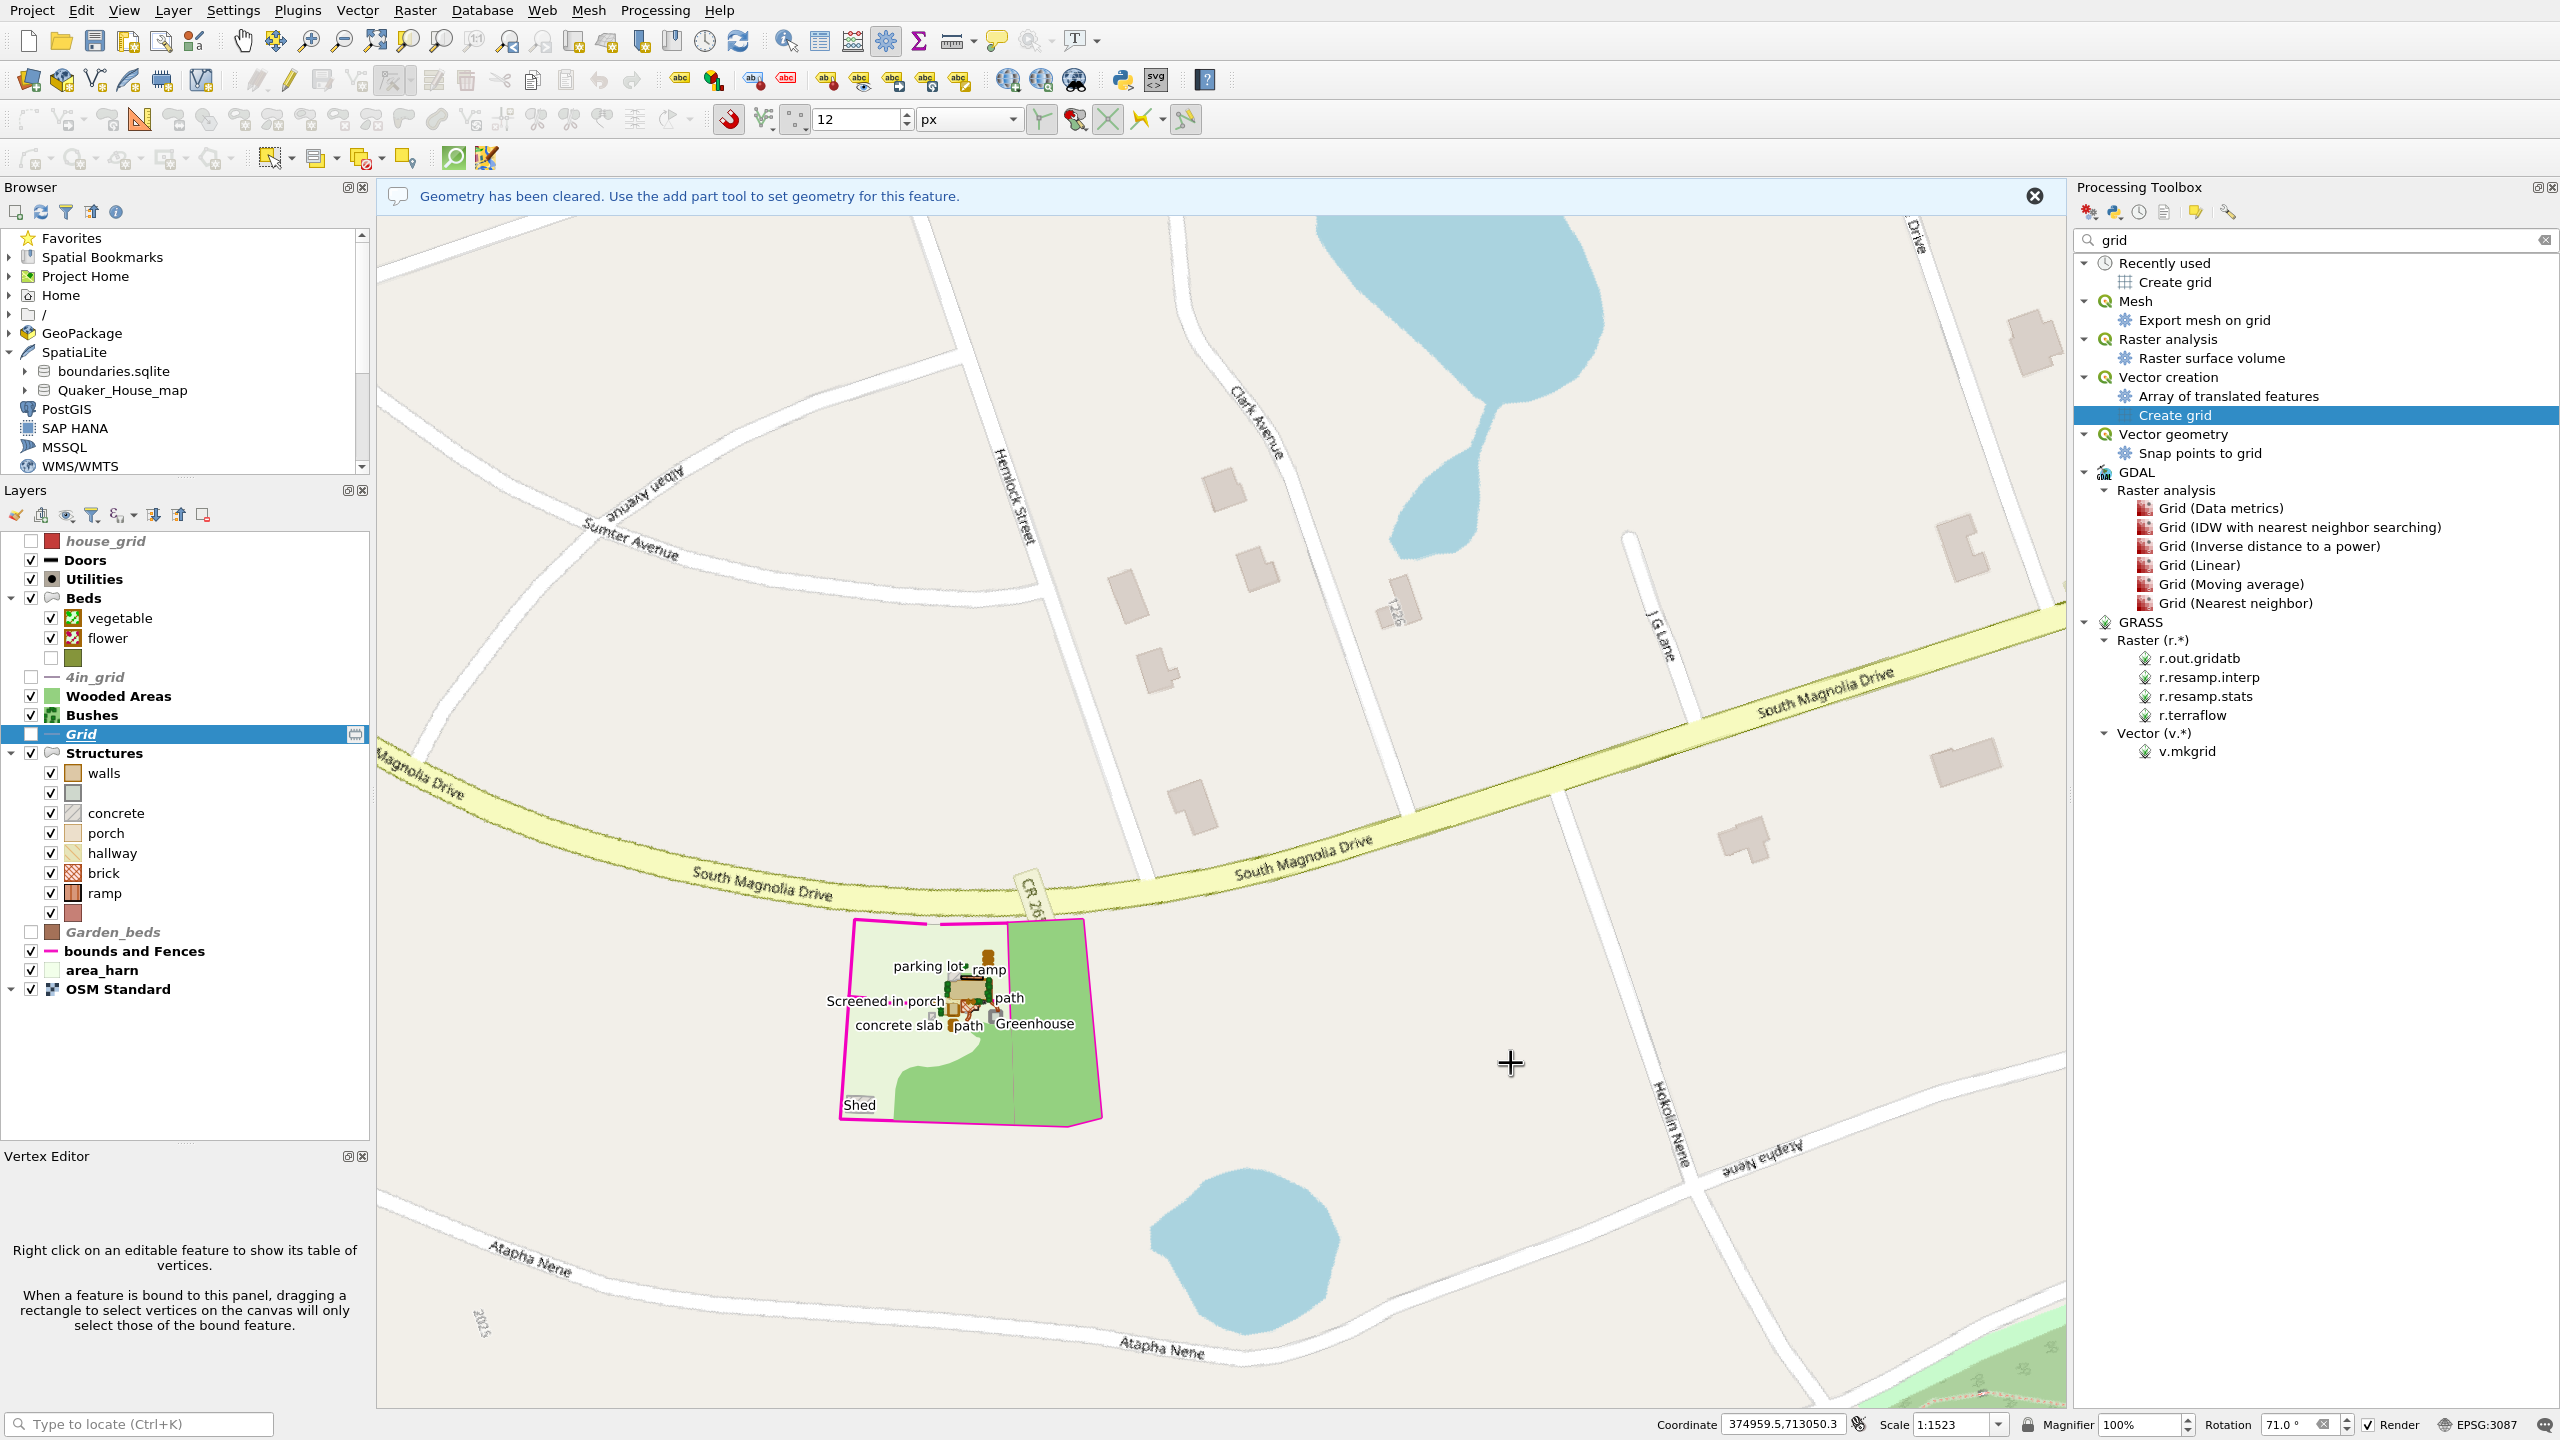 Project Edit View Layer Settings Plugins Vector Raster Database Web Mesh Processing Help
12 px
Browser
Favorites
Spatial Bookmarks
Project Home
Home
/
GeoPackage
SpatiaLite
boundaries.sqlite
Quaker_House_map
PostGIS
SAP HANA
MSSQL
WMS/WMTS
Layers
house_grid
Doors
Utilities
Beds
vegetable
flower
4in_grid
Wooded Areas
Bushes
Grid
Structures
walls
concrete
porch
hallway
brick
ramp
Garden_beds
bounds and Fences
area_harn
OSM Standard
Vertex Editor
Right click on an editable feature to show its table of
vertices.
When a feature is bound to this panel, dragging a
rectangle to select vertices on the canvas will only
select those of the bound feature.
Type to locate (Ctrl+K)
Geometry has been cleared. Use the add part tool to set geometry for this feature.
Drive
Clark Avenue
Hemlock Street
Alban Avenue
Sumter Avenue
1226
J G Lane
South Magnolia Drive
Magnolia Drive
South Magnolia Drive
South Magnolia Drive
CR 265
parking lot
ramp
Screened in porch
path
concrete slab
path
Greenhouse
Shed
Hokolin Nene
Atapha Nene
Atapha Nene
2025
Atapha Nene
Processing Toolbox
grid
Recently used
Create grid
Mesh
Export mesh on grid
Raster analysis
Raster surface volume
Vector creation
Array of translated features
Create grid
Vector geometry
Snap points to grid
GDAL
Raster analysis
Grid (Data metrics)
Grid (IDW with nearest neighbor searching)
Grid (Inverse distance to a power)
Grid (Linear)
Grid (Moving average)
Grid (Nearest neighbor)
GRASS
Raster (r.*)
r.out.gridatb
r.resamp.interp
r.resamp.stats
r.terraflow
Vector (v.*)
v.mkgrid
Coordinate 374959.5,713050.3 Scale 1:1523 Magnifier 100% Rotation 71.0 ° Render EPSG:3087